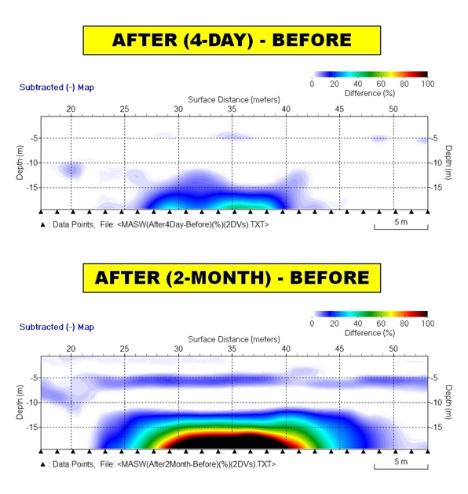 AFTER (4-DAY) - BEFORE
0 20 40 60 80 100
Subtracted (-) Map
Difference (%)
Surface Distance (meters)
20 25 30 35 40 45 50
-5 -5
-10 -10
-15 -15
Depth (m) Depth (m)
▲ : Data Points, File: <MASW(After4Day-Before)(%)(2DVs).TXT>
5 m
AFTER (2-MONTH) - BEFORE
0 20 40 60 80 100
Subtracted (-) Map
Difference (%)
Surface Distance (meters)
20 25 30 35 40 45 50
-5 -5
-10 -10
-15 -15
Depth (m) Depth (m)
▲ : Data Points, File: <MASW(After2Month-Before)(%)(2DVs).TXT>
5 m